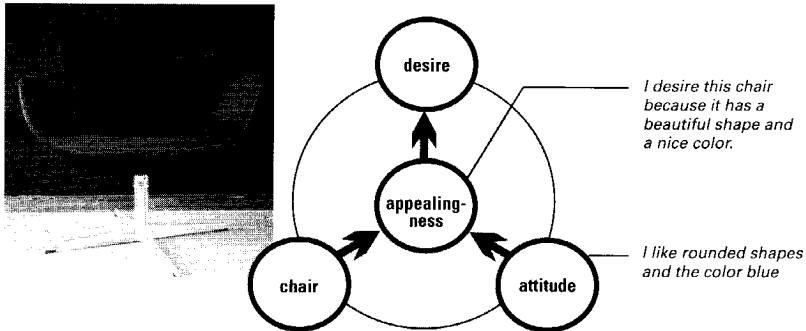 desire
I desire this chair
because it has a
beautiful shape and
a nice color.
appealing-
ness
chair
attitude
I like rounded shapes
and the color blue